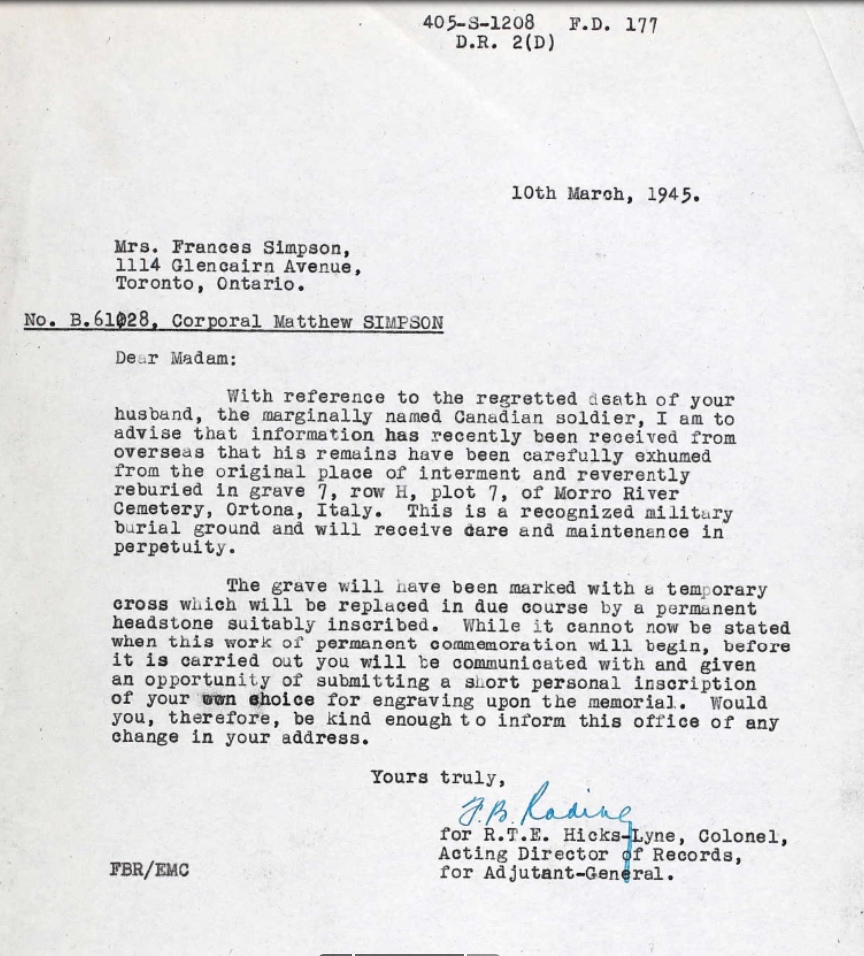 405-S-1208 F.D. 177
D.R. 2(D)
10th March, 1945.
Mrs. Frances Simpson,
1114 Glencairn Avenue,
Toronto, Ontario.
No. B.61028, Corporal Matthew SIMPSON
Dear Madam:
With reference to the regretted death of your
husband, the marginally named Canadian soldier, I am to
advise that information has recently been received from
overseas that his remains have been carefully exhumed
from the original place of interment and reverently
reburied in grave 7, row H, plot 7, of Morro River
Cemetery, Ortona, Italy. This is a recognized military
burial ground and will receive care and maintenance in
perpetuity.
The grave will have been marked with a temporary
cross which will be replaced in due course by a permanent
headstone suitably inscribed. While it cannot now be stated
when this work of permanent commemoration will begin, before
it is carried out you will be communicated with and given
an opportunity of submitting a short personal inscription
of your own choice for engraving upon the memorial. Would
you, therefore, be kind enough to inform this office of any
change in your address.
Yours truly,
F.B.
for R.T.E. Hicks-Lyne, Colonel,
Acting Director of Records,
for Adjutant-General.
FBR/EMC